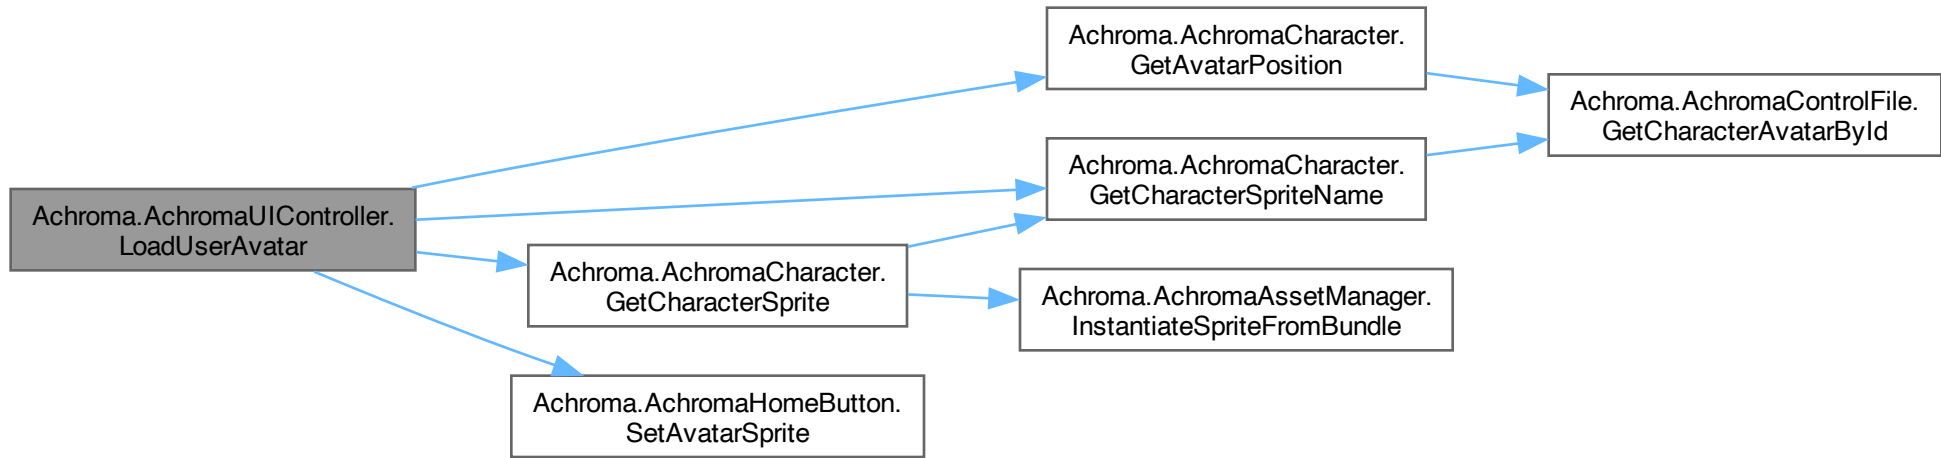 Achroma.AchromaUIController.
LoadUserAvatar
Achroma.AchromaCharacter.
GetAvatarPosition
Achroma.AchromaControlFile.
GetCharacterAvatarById
Achroma.AchromaCharacter.
GetCharacterSpriteName
Achroma.AchromaCharacter.
GetCharacterSprite
Achroma.AchromaAssetManager.
InstantiateSpriteFromBundle
Achroma.AchromaHomeButton.
SetAvatarSprite